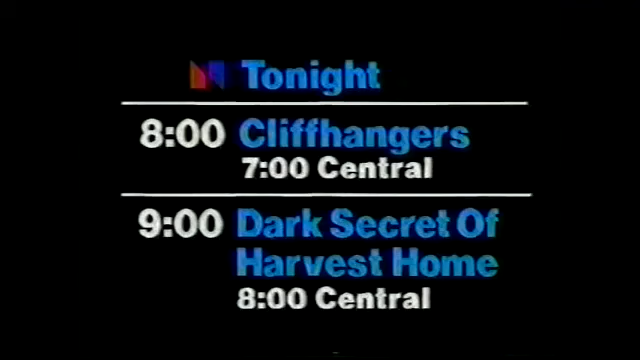 Tonight
8:00 Cliffhangers
7:00 Central
9:00 Dark Secret Of
Harvest Home
8:00 Central